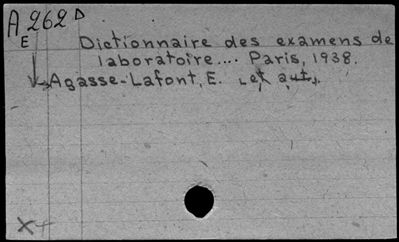 A 262 D
E
Dictionnaire des examens de
laboratoire.... Paris, 1938.
Agasse-Lafont, E. et aut.
X